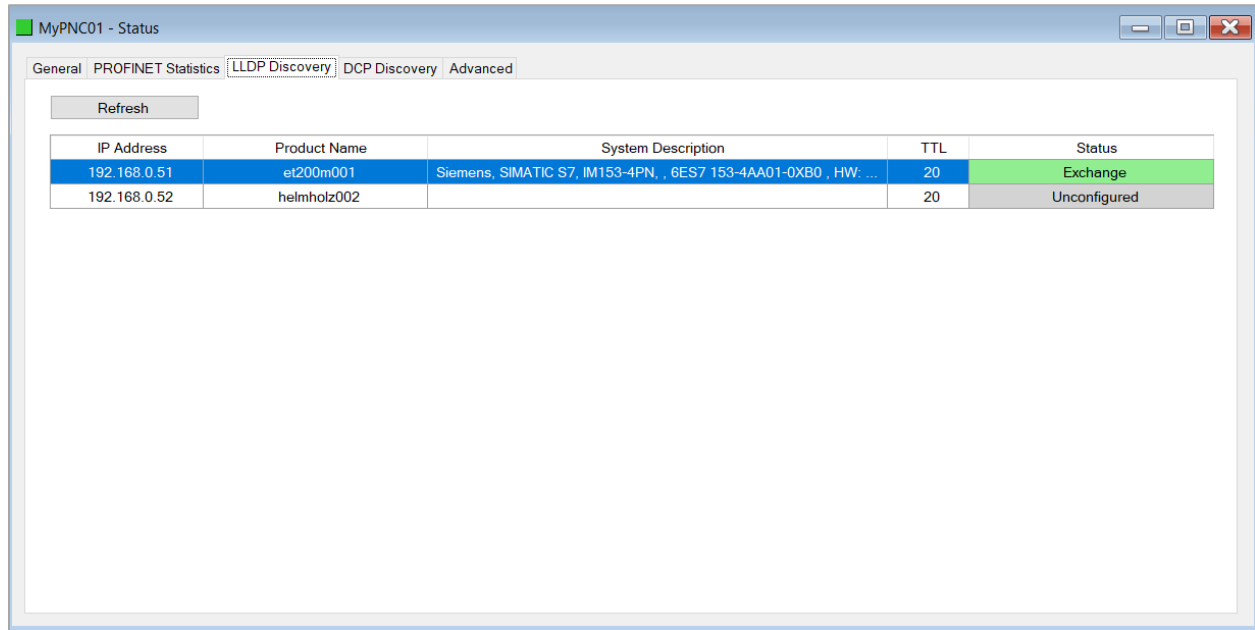 MyPNC01 - Status
General PROFINET Statistics LLDP Discovery DCP Discovery Advanced
Refresh
IP Address Product Name System Description TTL Status
192.168.0.51 et200m001 Siemens, SIMATIC S7, IM153-4PN, , 6ES7 153-4AA01-0XB0 , HW: ... 20 Exchange
192.168.0.52 helmholz002 20 Unconfigured